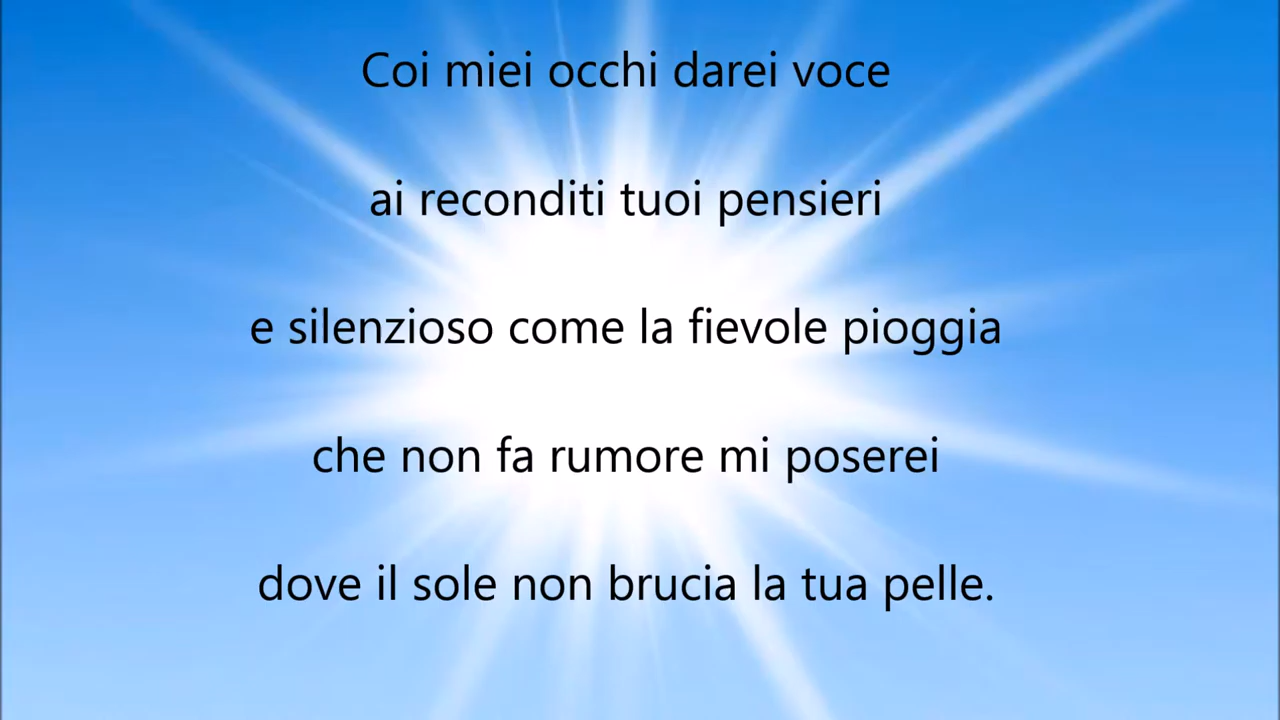 Coi miei occhi darei voce
ai reconditi tuoi pensieri
e silenzioso come la fievole pioggia
che non fa rumore mi poserei
dove il sole non brucia la tua pelle.